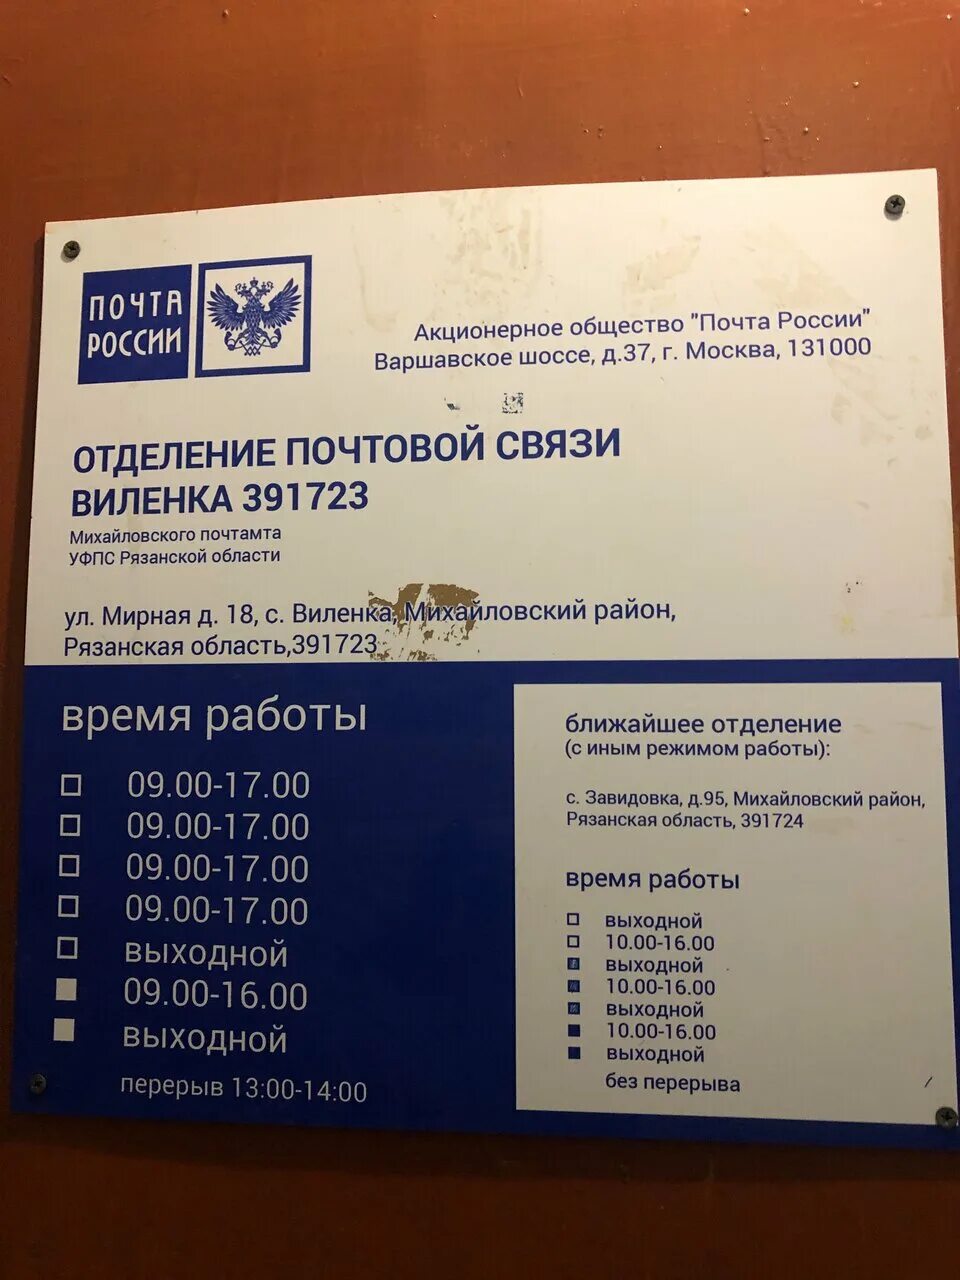 ПОЧТА
РОССИИ
Акционерное общество "Почта России"
Варшавское шоссе, д.37, г. Москва, 131000
ОТДЕЛЕНИЕ ПОЧТОВОЙ СВЯЗИ
ВИЛЕНКА 391723
Михайловского почтамта
УФПС Рязанской области
ул. Мирная д. 18, с. Виленка, Михайловский район,
Рязанская область,391723
время работы
09.00-17.00
09.00-17.00
09.00-17.00
09.00-17.00
выходной
09.00-16.00
выходной
перерыв 13:00-14:00
ближайшее отделение
(с иным режимом работы):
с. Завидовка, д.95, Михайловский район,
Рязанская область, 391724
время работы
выходной
10.00-16.00
выходной
10.00-16.00
выходной
10.00-16.00
выходной
без перерыва